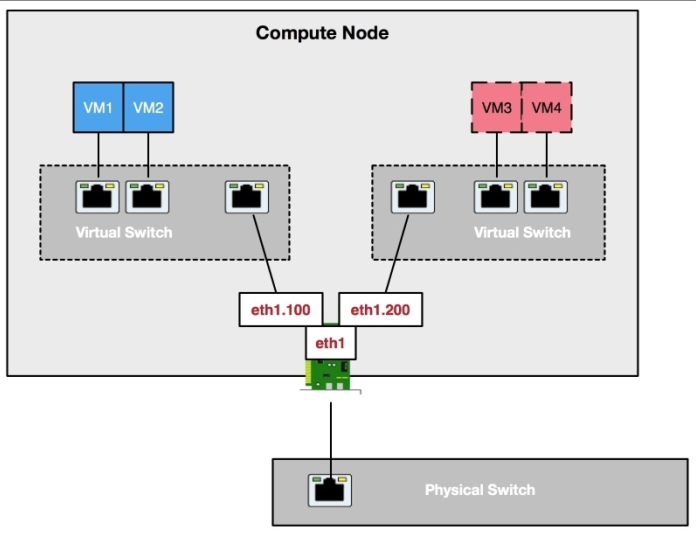 Compute Node
VM1 VM2
VM3 VM4
Virtual Switch
Virtual Switch
eth1.100
eth1.200
eth1
Physical Switch